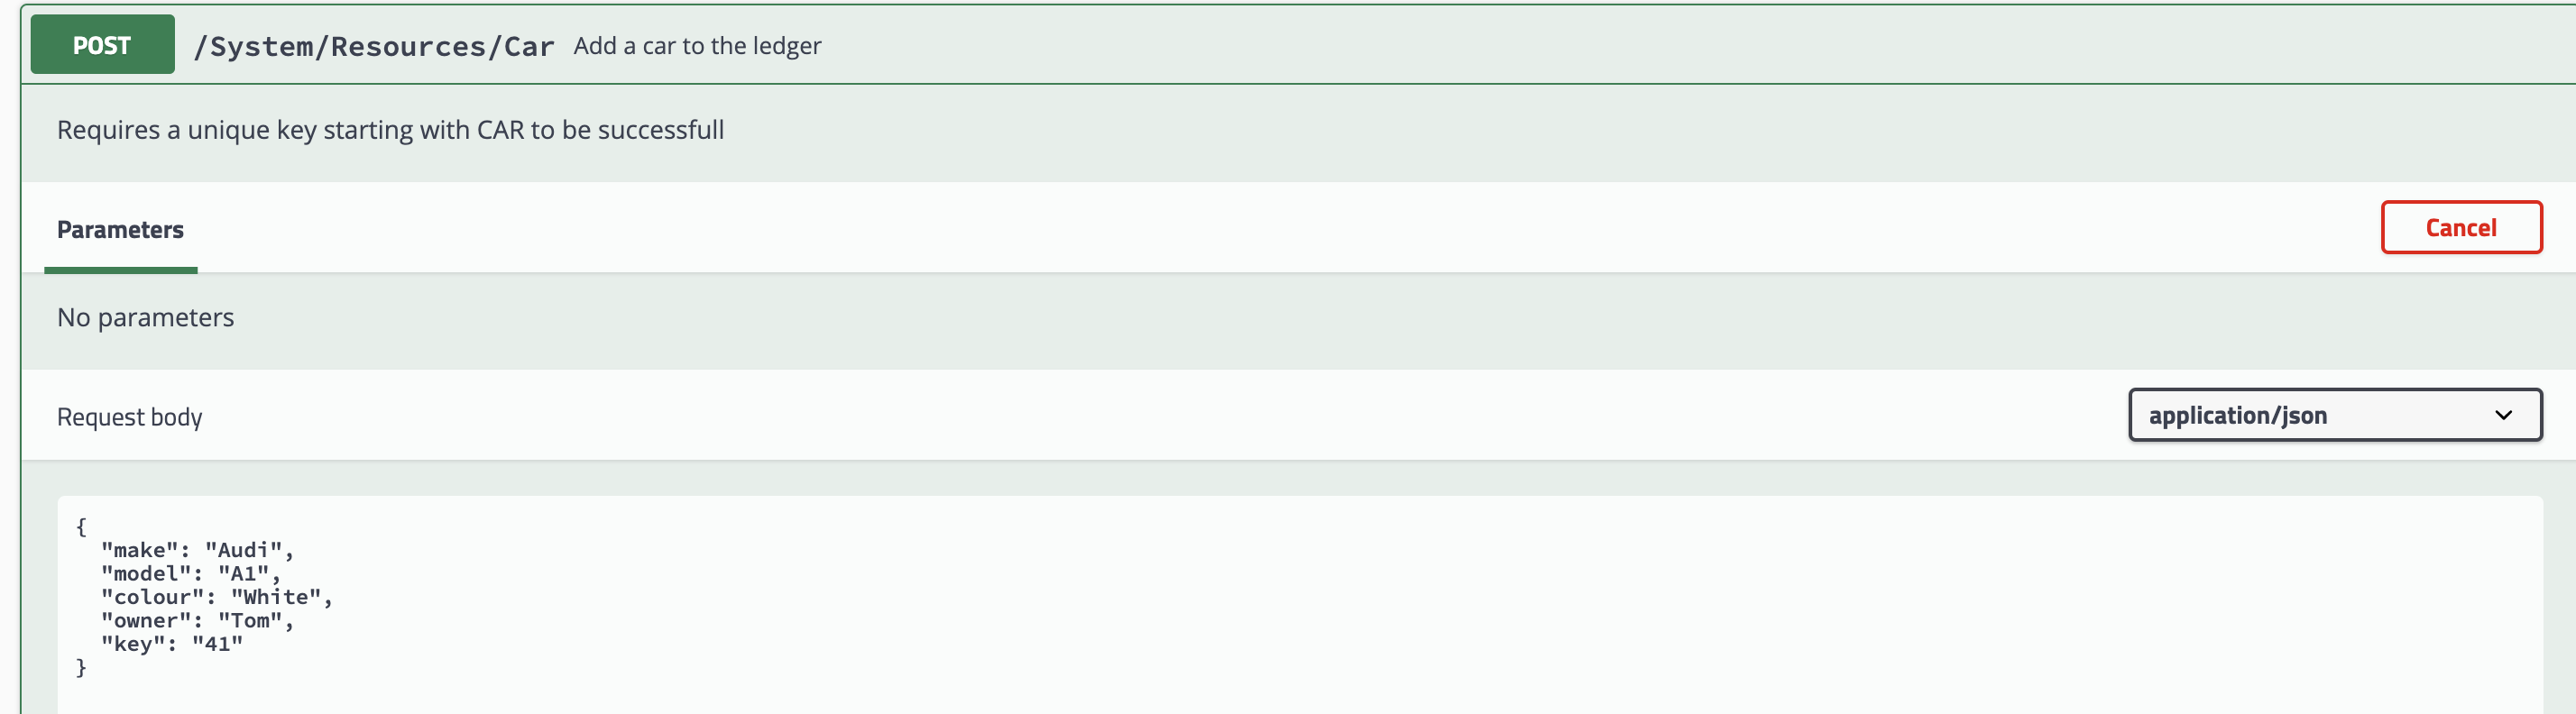 POST /System/Resources/Car Add a car to the ledger
Requires a unique key starting with CAR to be successfull
Parameters Cancel
No parameters
Request body application/json
{
  "make": "Audi",
  "model": "A1",
  "colour": "White",
  "owner": "Tom",
  "key": "41"
}